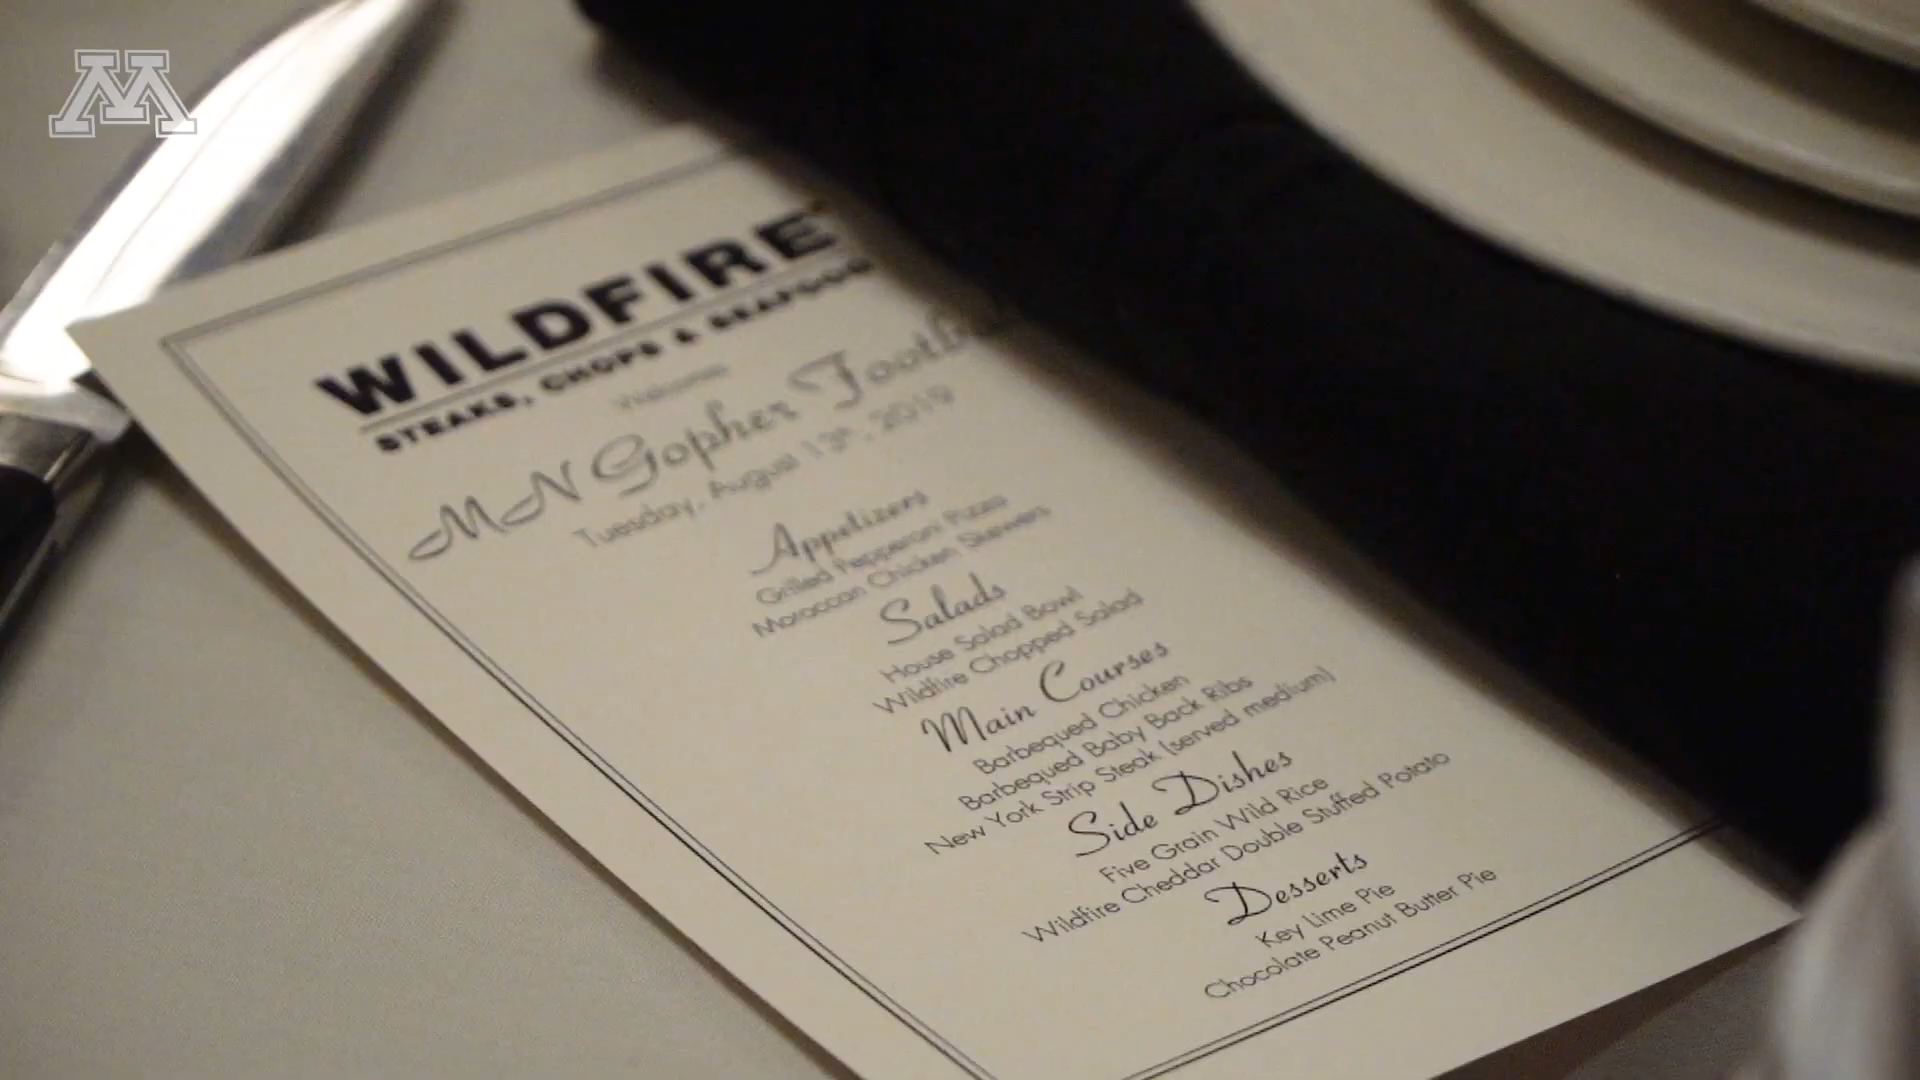 M
WILDFIRE
STEAKS, CHOPS & SEAFOOD
Welcome
MN Gopher
Tuesday, August 13th, 2019
Appetizers
Grilled Pepperoni Pizza
Moroccan Chicken Skewers
Salads
House Salad Bowl
Wildfire Chopped Salad
Main Courses
Barbequed Chicken
Barbequed Baby Back Ribs
New York Strip Steak (served medium)
Side Dishes
Five Grain Wild Rice
Wildfire Cheddar Double Stuffed Potato
Desserts
Key Lime Pie
Chocolate Peanut Butter Pie